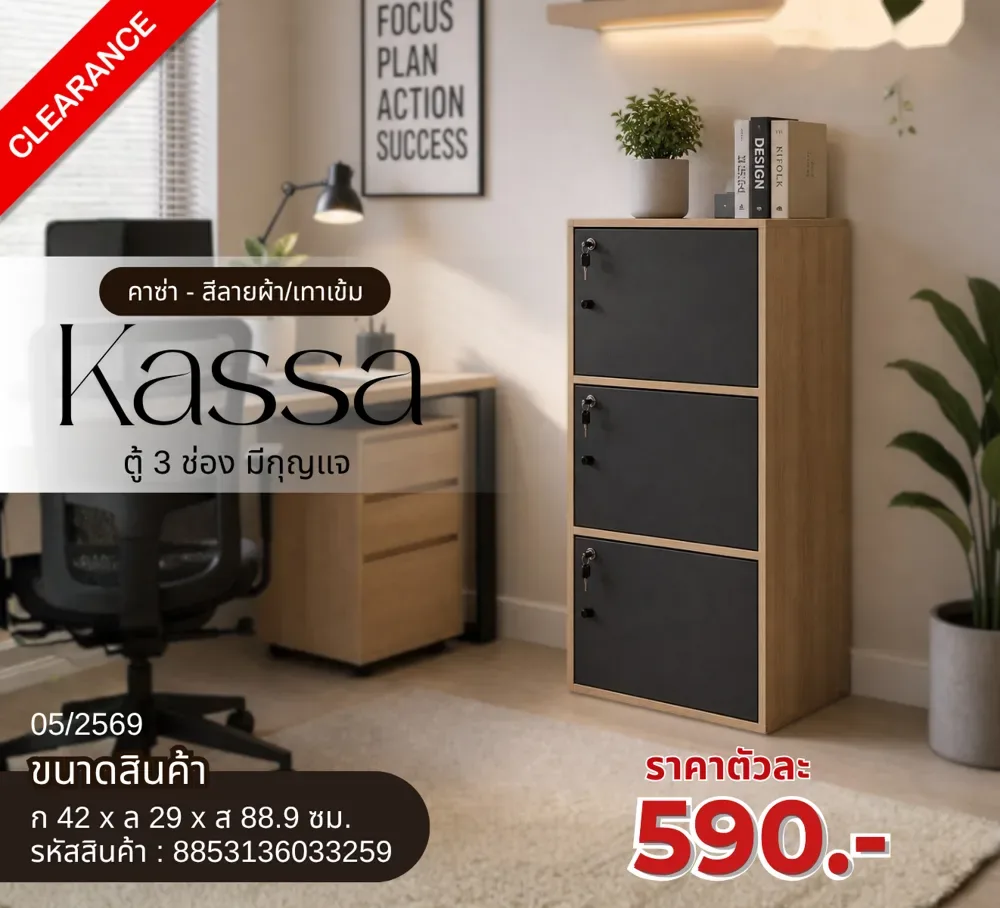 CLEARANCE
FOCUS
PLAN
ACTION
SUCCESS
DESIGN
KIFOLK
คาซ่า - สีลายผ้า/เทาเข้ม
Kassa
ตู้ 3 ช่อง มีกุญแจ
05/2569
ขนาดสินค้า
ก 42 x ล 29 x ส 88.9 ซม.
รหัสสินค้า : 8853136033259
ราคาตัวละ
590.-